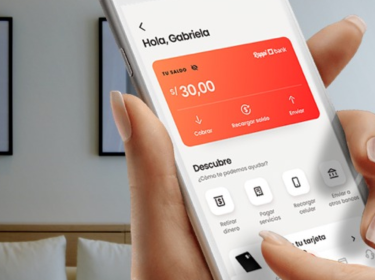 Hola, Gabriela
TU SALDO
bank
S/ 30,00
Cobrar
Recargar saldo
Enviar
Descubre
¿Cómo te podemos ayudar?
Retirar
dinero
Pagar
servicios
Recargar
celular
Enviar a
otros bancos
tu tarjeta